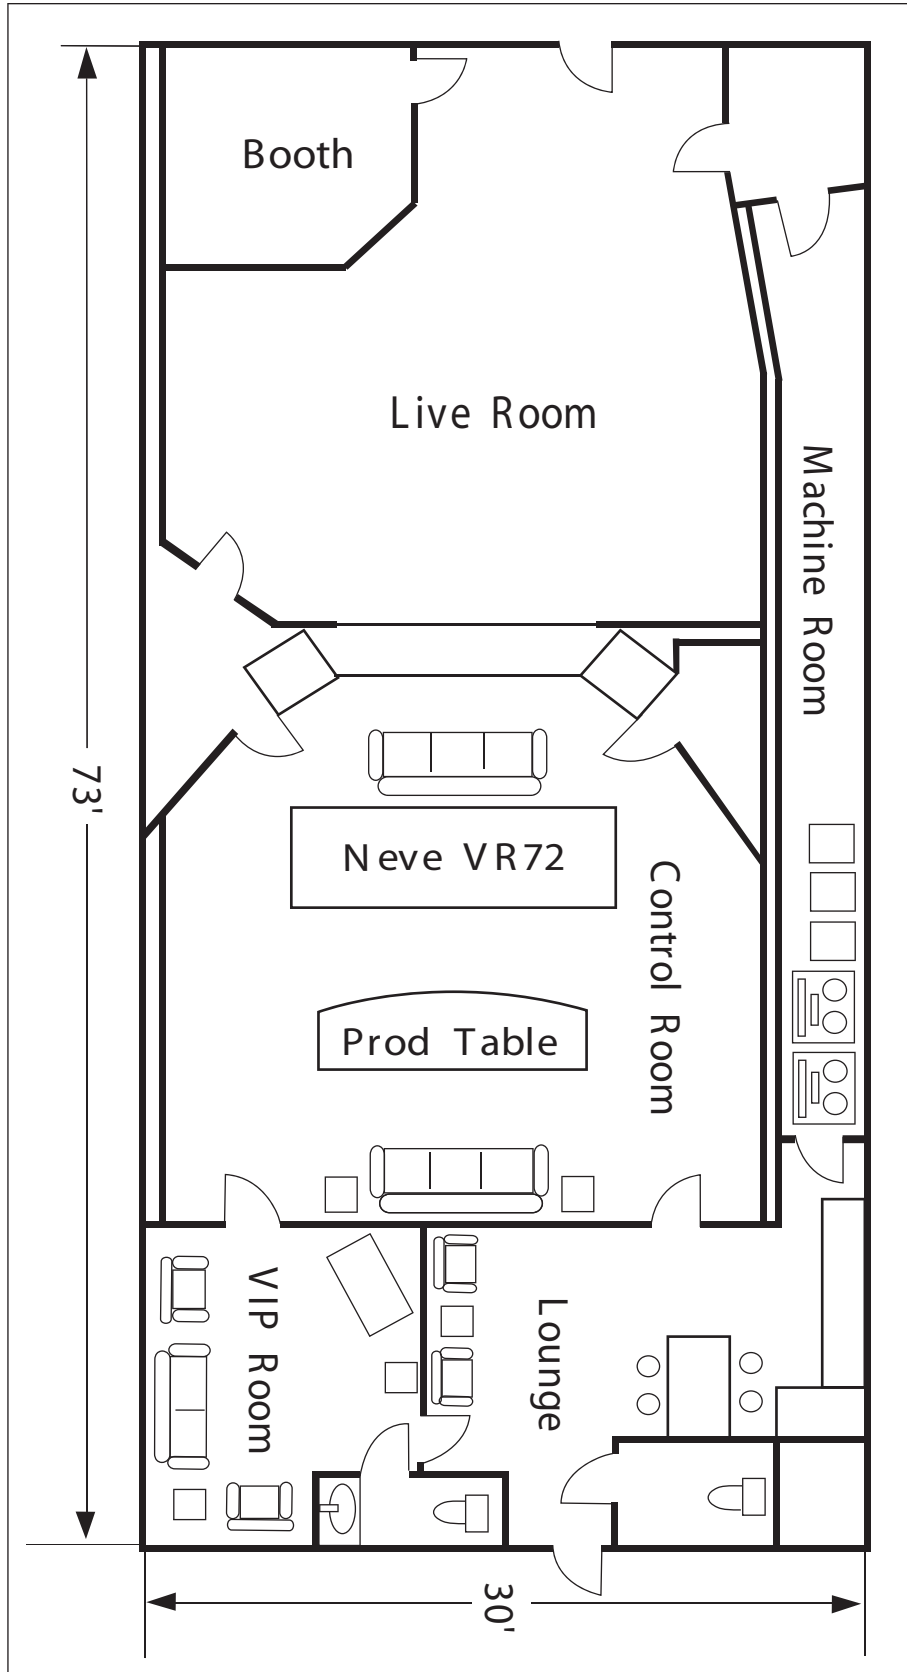 Booth
Live Room
Machine Room
73'
Neve VR72
Control Room
Prod Table
VIP Room
Lounge
30'